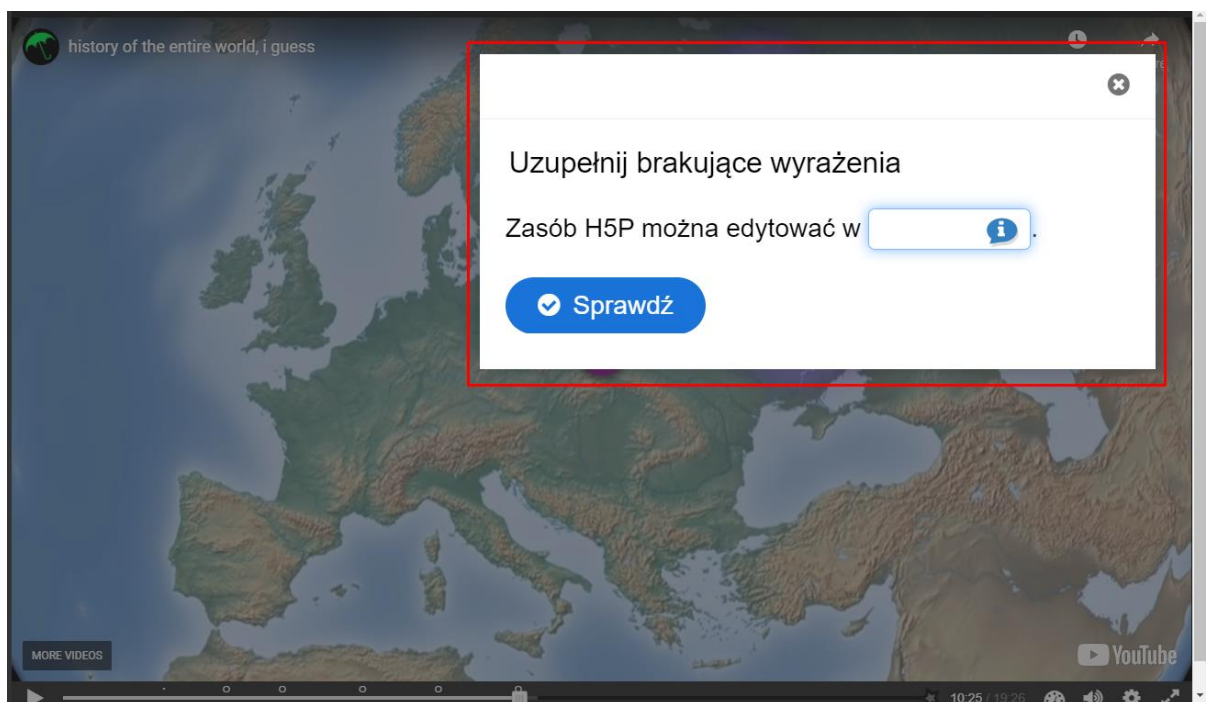 history of the entire world, i guess
Uzupełnij brakujące wyrażenia
Zasób H5P można edytować w .
Sprawdź
MORE VIDEOS
YouTube
10:25 / 19:26